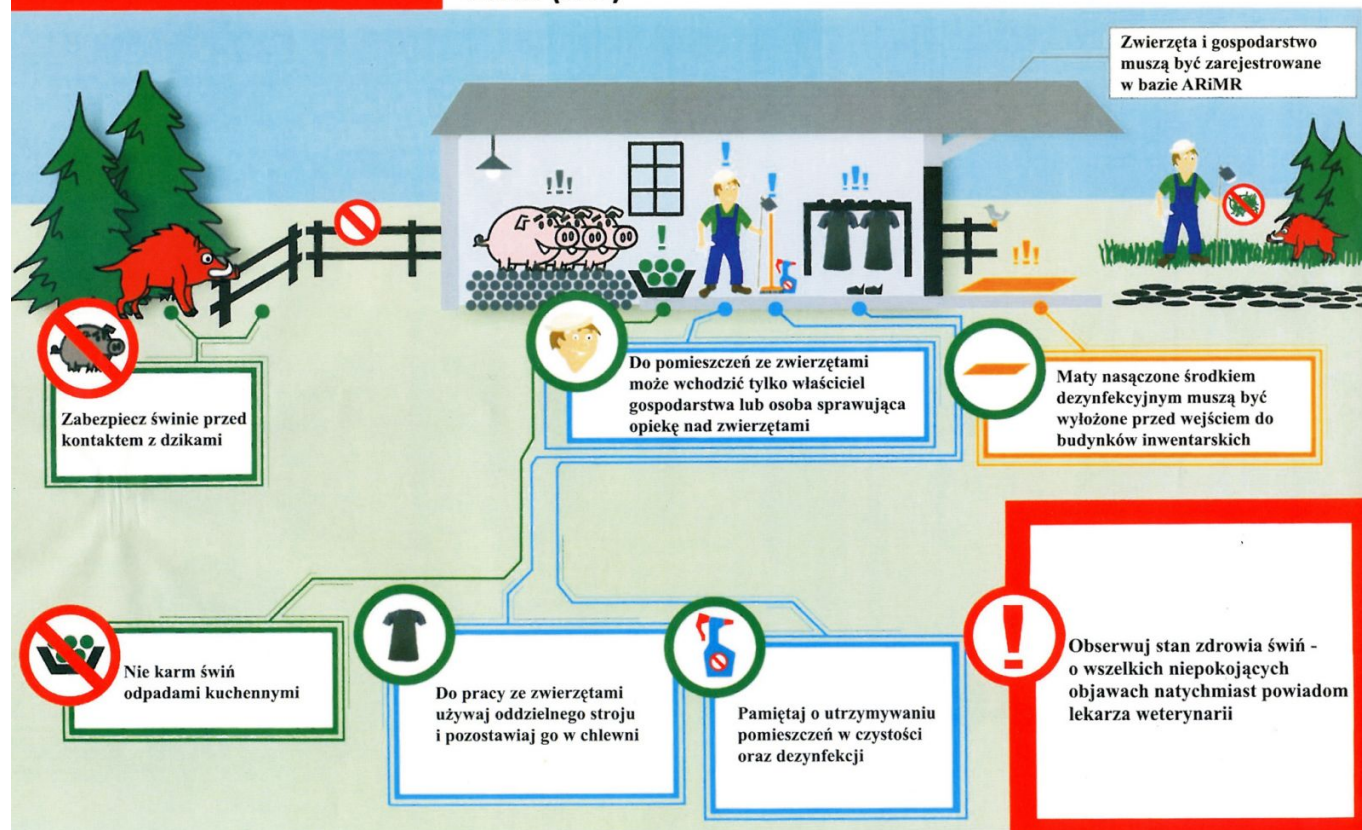 Zwierzęta i gospodarstwo
muszą być zarejestrowane
w bazie ARiMR
Zabezpiecz świnie przed
kontaktem z dzikami
Do pomieszczeń ze zwierzętami
może wchodzić tylko właściciel
gospodarstwa lub osoba sprawująca
opiekę nad zwierzętami
Maty nasączone środkiem
dezynfekcyjnym muszą być
wyłożone przed wejściem do
budynków inwentarskich
Nie karm świń
odpadami kuchennymi
Do pracy ze zwierzętami
używaj oddzielnego stroju
i pozostawiaj go w chlewni
Pamiętaj o utrzymywaniu
pomieszczeń w czystości
oraz dezynfekcji
Obserwuj stan zdrowia świń -
o wszelkich niepokojących
objawach natychmiast powiadom
lekarza weterynarii